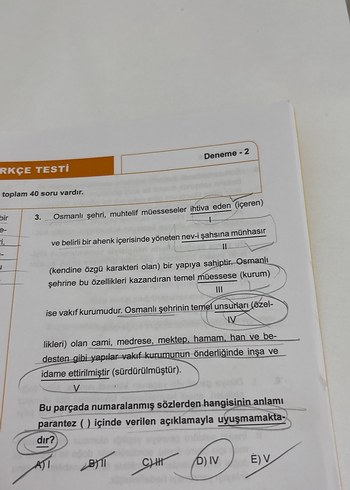 Deneme - 2
RKÇE TESTİ
toplam 40 soru vardır.
bir
e-
3. Osmanlı şehri, muhtelif müesseseler ihtiva eden (içeren)
I
ve belirli bir ahenk içerisinde yöneten nev-i şahsına münhasır
II
(kendine özgü karakteri olan) bir yapıya sahiptir. Osmanlı
şehrine bu özellikleri kazandıran temel müessese (kurum)
III
ise vakıf kurumudur. Osmanlı şehrinin temel unsurları (özel-
IV
likleri) olan cami, medrese, mektep, hamam, han ve be-
desten gibi yapılar vakıf kurumunun önderliğinde inşa ve
idame ettirilmiştir (sürdürülmüştür).
V
Bu parçada numaralanmış sözlerden hangisinin anlamı
parantez ( ) içinde verilen açıklamayla uyuşmamakta-
dır?
A) I B) II C) III D) IV E) V